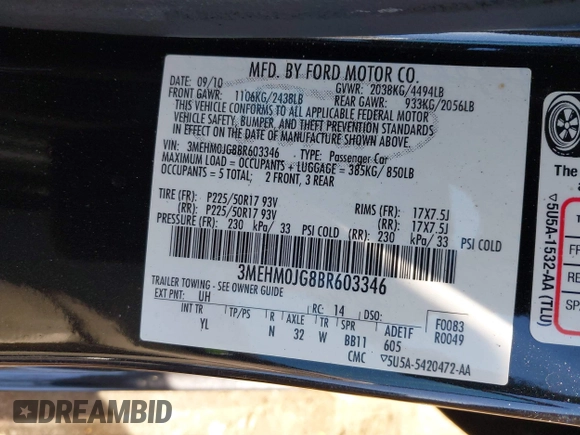 MFD. BY FORD MOTOR CO.
DATE: 09/10 GVWR: 2038KG/4494LB
FRONT GAWR: 1106KG/2438LB REAR GAWR: 933KG/2056LB
THIS VEHICLE CONFORMS TO ALL APPLICABLE FEDERAL MOTOR
VEHICLE SAFETY, BUMPER, AND THEFT PREVENTION STANDARDS
IN EFFECT ON THE DATE OF MANUFACTURE SHOWN ABOVE.
VIN: 3MEHM0JG8BR603346 TYPE: Passenger Car
MAXIMUM LOAD = OCCUPANTS + LUGGAGE = 385KG/850LB
OCCUPANTS = 5 TOTAL; 2 FRONT, 3 REAR
TIRE (FR): P225/50R17 93V RIMS (FR): 17X7.5J
(RR): P225/50R17 93V (RR): 17X7.5J
PRESSURE (FR): 230 kPa/ 33 PSI COLD
(RR): 230 kPa/ 33 PSI COLD
3MEHM0JG8BR603346
TRAILER TOWING - SEE OWNER GUIDE
EXT PNT: UH RC: 14 DSO: F0083
INT TR TP/PS R AXLE TR SPR ADETF R0049
YL N 32 W BB11 605
CMC ▽5U5A-5420472-AA
The
▽5U5A-1532-AA (TLU)
T
FR
RE
SP
DREAMBID